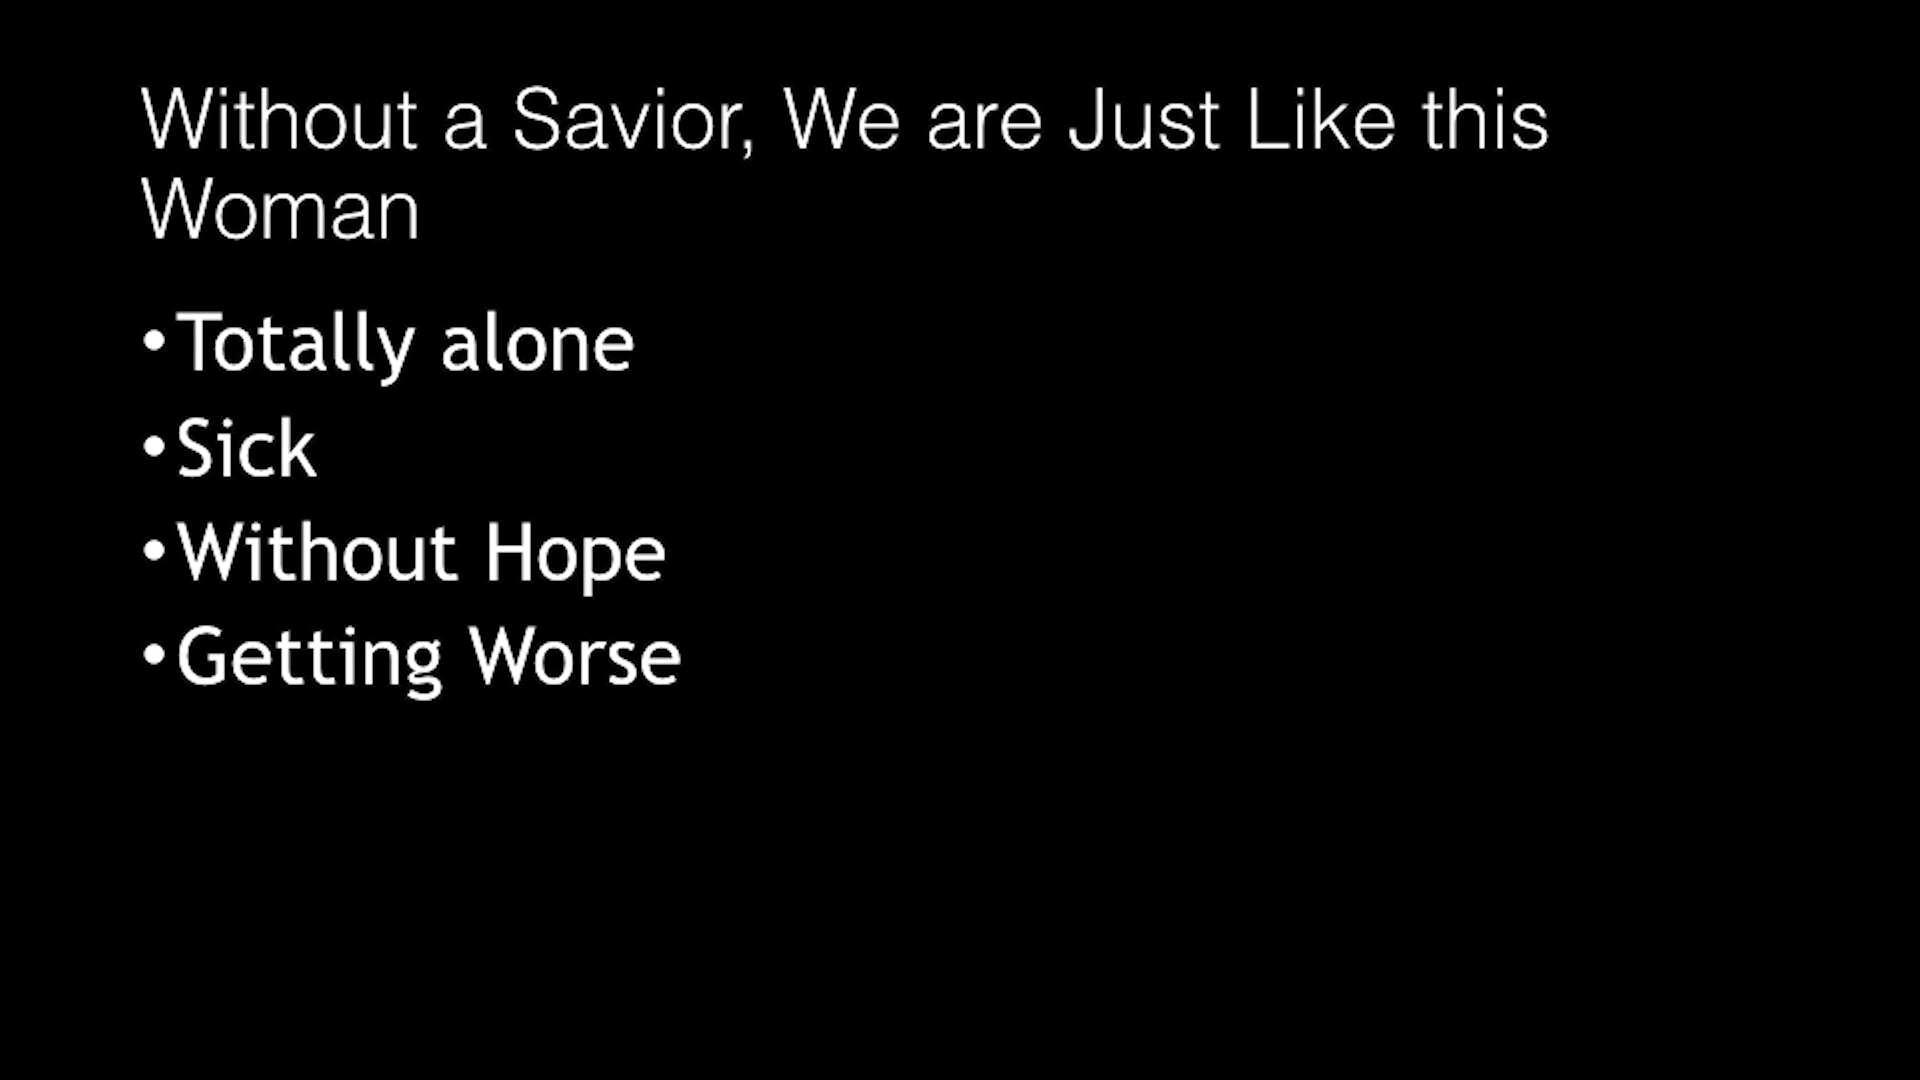 Without a Savior, We are Just Like this
Woman
•Totally alone
•Sick
•Without Hope
•Getting Worse